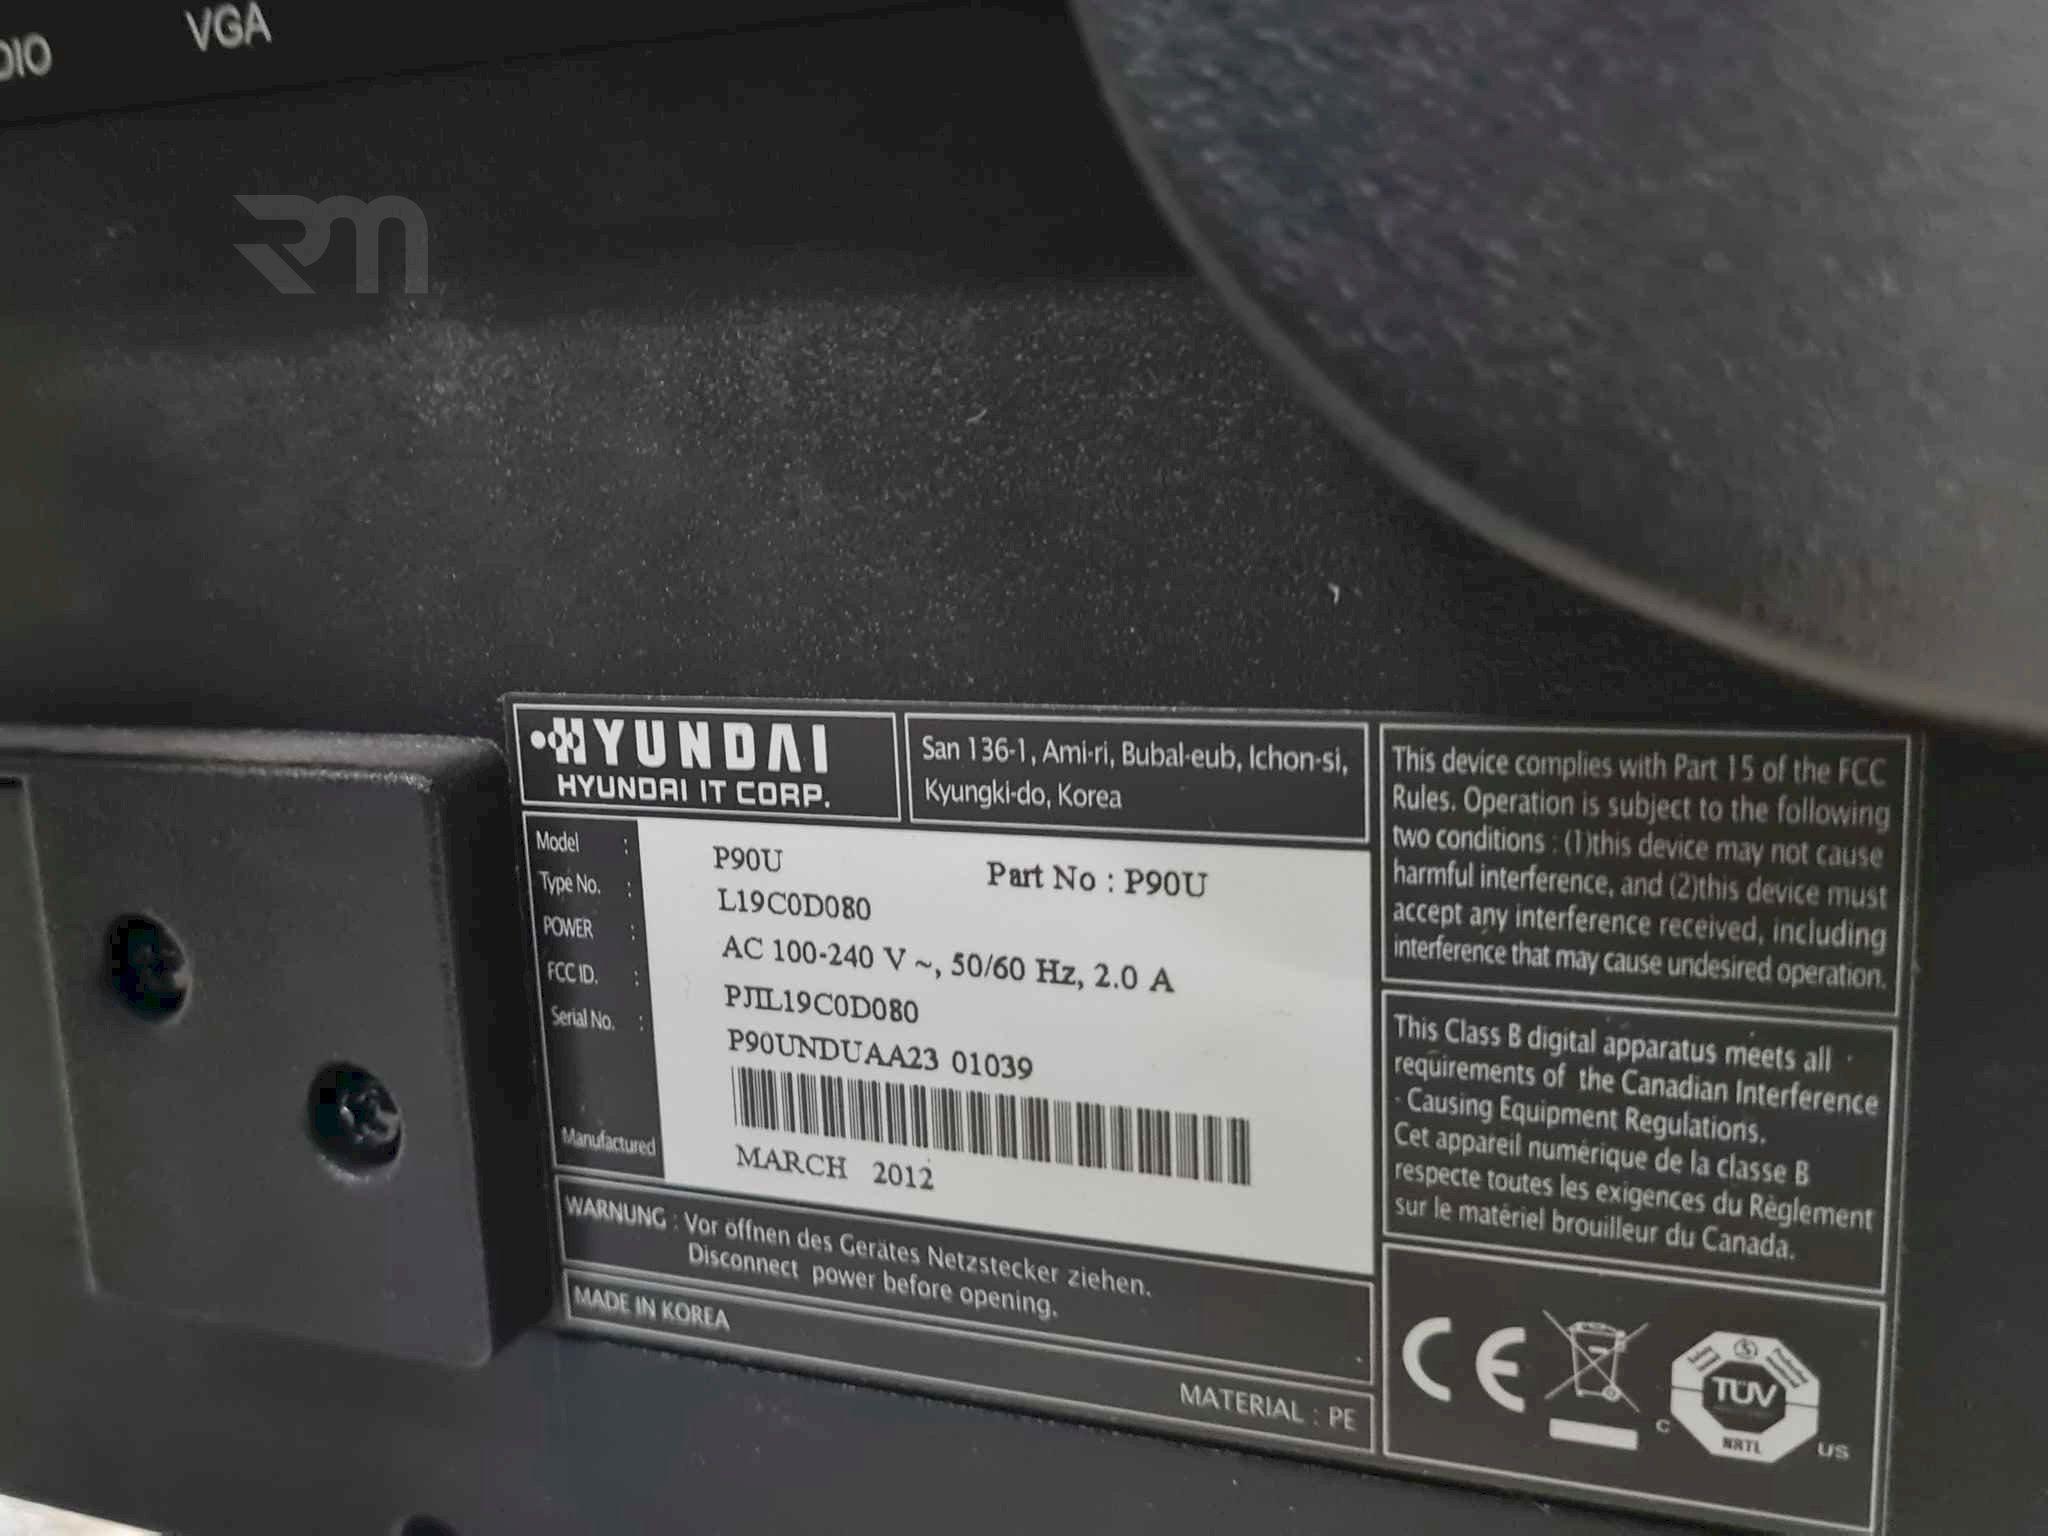 VGA
RM
HYUNDAI
HYUNDAI IT CORP.
San 136-1, Ami-ri, Bubal-eub, Ichon-si,
Kyungki-do, Korea
Model : P90U Part No : P90U
Type No. : L19C0D080
POWER : AC 100-240 V ~, 50/60 Hz, 2.0 A
FCC ID. : PJIL19C0D080
Serial No. : P90UNDUAA23 01039
Manufactured MARCH 2012
WARNUNG : Vor öffnen des Gerätes Netzstecker ziehen.
Disconnect power before opening.
MADE IN KOREA
MATERIAL : PE
This device complies with Part 15 of the FCC
Rules. Operation is subject to the following
two conditions : (1)this device may not cause
harmful interference, and (2)this device must
accept any interference received, including
interference that may cause undesired operation.
This Class B digital apparatus meets all
requirements of the Canadian Interference
- Causing Equipment Regulations.
Cet appareil numérique de la classe B
respecte toutes les exigences du Règlement
sur le matériel brouilleur du Canada.
CE
TÜV
NRTL
C US